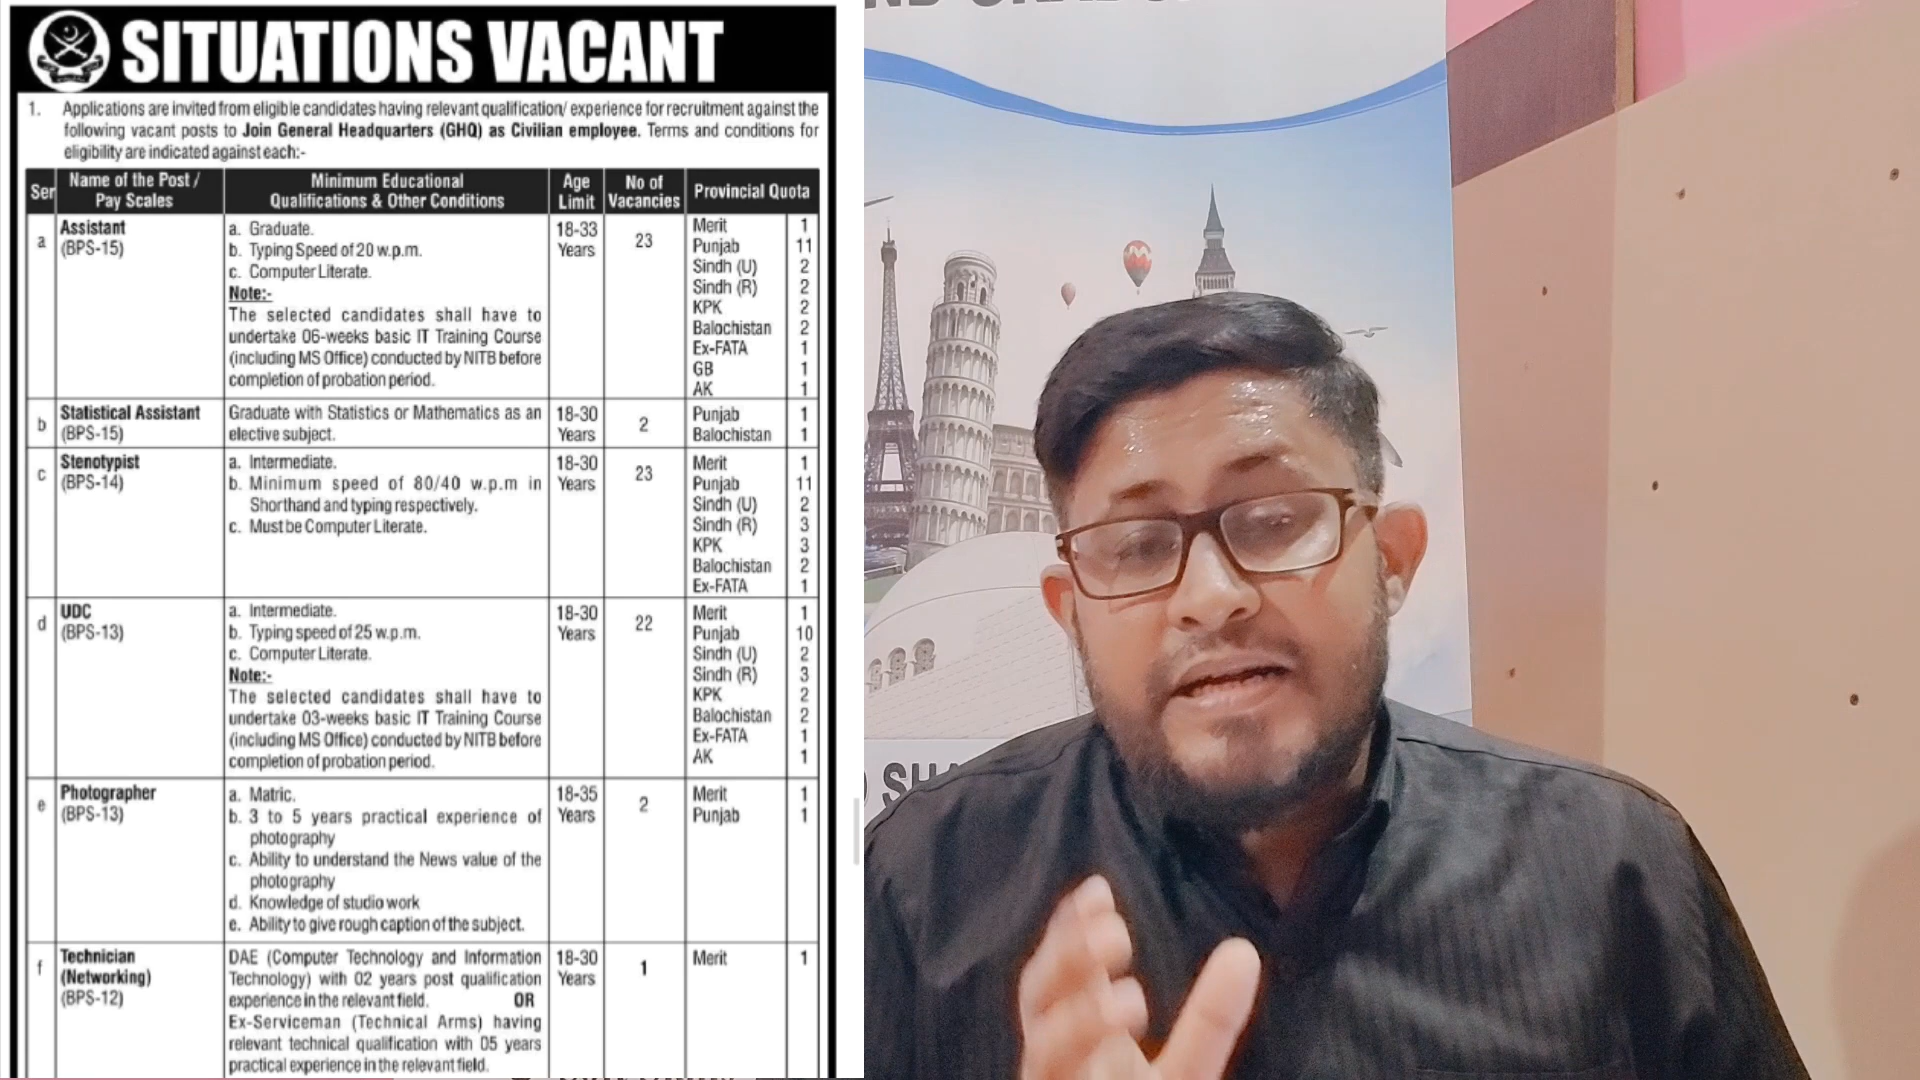 SITUATIONS VACANT
1. Applications are invited from eligible candidates having relevant qualification/ experience for recruitment against the
following vacant posts to Join General Headquarters (GHQ) as Civilian employee. Terms and conditions for
eligibility are indicated against each:-
Ser
Name of the Post /
Pay Scales
Minimum Educational
Qualifications & Other Conditions
Age
Limit
No of
Vacancies
Provincial Quota
a
Assistant
(BPS-15)
a. Graduate.
b. Typing Speed of 20 w.p.m.
c. Computer Literate.
Note:-
The selected candidates shall have to
undertake 06-weeks basic IT Training Course
(including MS Office) conducted by NITB before
completion of probation period.
18-33
Years
23
Merit 1
Punjab 11
Sindh (U) 2
Sindh (R) 2
KPK 2
Balochistan 2
Ex-FATA 1
GB 1
AK 1
b
Statistical Assistant
(BPS-15)
Graduate with Statistics or Mathematics as an
elective subject.
18-30
Years
2
Punjab 1
Balochistan 1
c
Stenotypist
(BPS-14)
a. Intermediate.
b. Minimum speed of 80/40 w.p.m in
Shorthand and typing respectively.
c. Must be Computer Literate.
18-30
Years
23
Merit 1
Punjab 11
Sindh (U) 2
Sindh (R) 3
KPK 3
Balochistan 2
Ex-FATA 1
d
UDC
(BPS-13)
a. Intermediate.
b. Typing speed of 25 w.p.m.
c. Computer Literate.
Note:-
The selected candidates shall have to
undertake 03-weeks basic IT Training Course
(including MS Office) conducted by NITB before
completion of probation period.
18-30
Years
22
Merit 1
Punjab 10
Sindh (U) 2
Sindh (R) 3
KPK 2
Balochistan 2
Ex-FATA 1
AK 1
e
Photographer
(BPS-13)
a. Matric.
b. 3 to 5 years practical experience of
photography
c. Ability to understand the News value of the
photography
d. Knowledge of studio work
e. Ability to give rough caption of the subject.
18-35
Years
2
Merit 1
Punjab 1
f
Technician
(Networking)
(BPS-12)
DAE (Computer Technology and Information
Technology) with 02 years post qualification
experience in the relevant field. OR
Ex-Serviceman (Technical Arms) having
relevant technical qualification with 05 years
practical experience in the relevant field.
18-30
Years
1
Merit 1